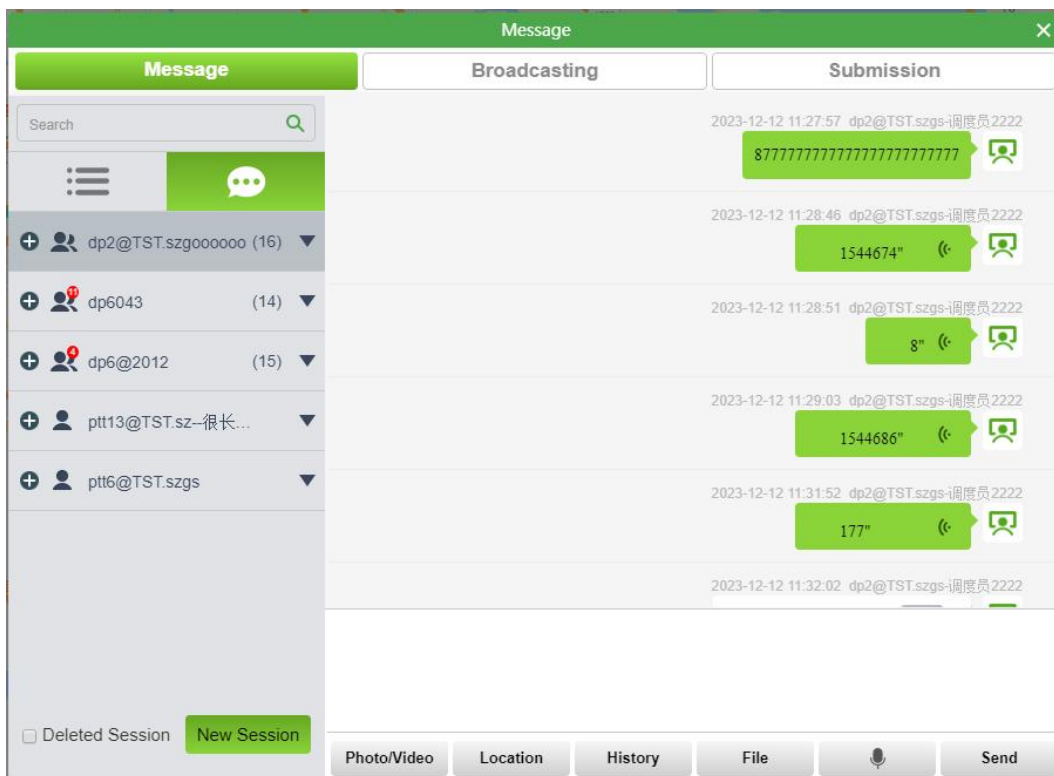 Message
Message
Broadcasting
Submission
Search
dp2@TST.szgoooooo (16)
11
dp6043 (14)
4
dp6@2012 (15)
ptt13@TST.sz--很长...
ptt6@TST.szgs
Deleted Session
New Session
2023-12-12 11:27:57 dp2@TST.szgs-调度员2222
2023-12-12 11:28:46 dp2@TST.szgs-调度员2222
1544674"
2023-12-12 11:28:51 dp2@TST.szgs-调度员2222
8"
2023-12-12 11:29:03 dp2@TST.szgs-调度员2222
1544686"
2023-12-12 11:31:52 dp2@TST.szgs-调度员2222
177"
2023-12-12 11:32:02 dp2@TST.szgs-调度员2222
Photo/Video
Location
History
File
Send